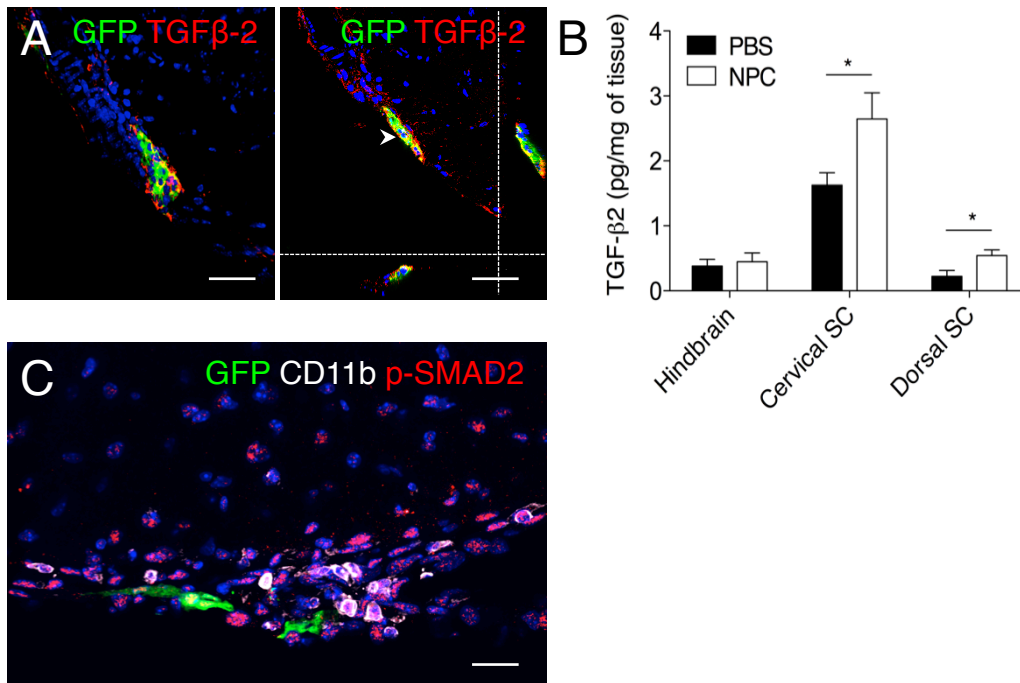 A
GFP TGFβ-2
GFP TGFβ-2
B
TGF-β2 (pg/mg of tissue)
4
3
2
1
0
PBS
NPC
*
*
Hindbrain
Cervical SC
Dorsal SC
C
GFP CD11b p-SMAD2